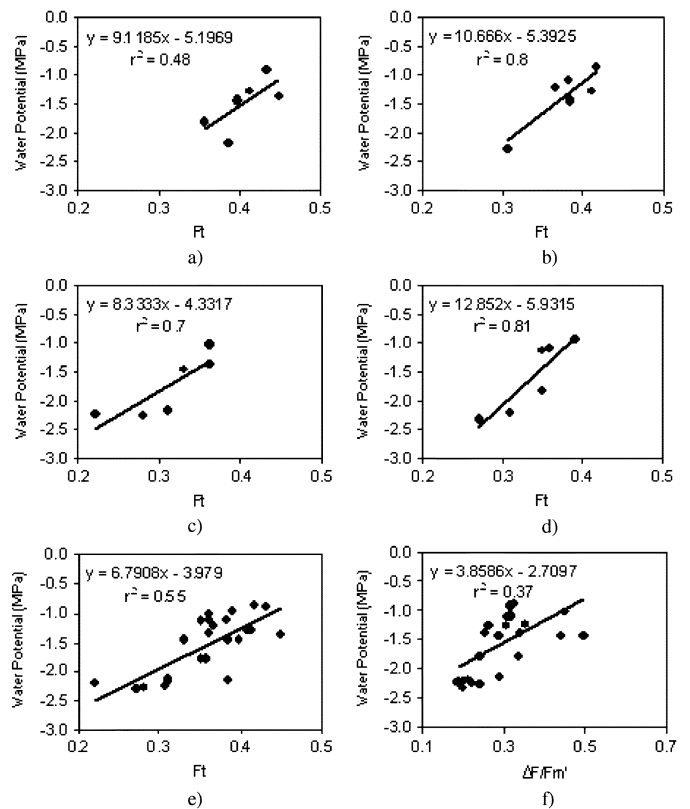 y = 9.1185x - 5.1969
r² = 0.48
Water Potential (MPa)
0.0
-0.5
-1.0
-1.5
-2.0
-2.5
-3.0
0.2
0.3
0.4
0.5
Ft
a)
y = 10.666x - 5.3925
r² = 0.8
Water Potential (MPa)
0.0
-0.5
-1.0
-1.5
-2.0
-2.5
-3.0
0.2
0.3
0.4
0.5
Ft
b)
y = 8.3333x - 4.3317
r² = 0.7
Water Potential (MPa)
0.0
-0.5
-1.0
-1.5
-2.0
-2.5
-3.0
0.2
0.3
0.4
0.5
Ft
c)
y = 12.852x - 5.9315
r² = 0.81
Water Potential (MPa)
0.0
-0.5
-1.0
-1.5
-2.0
-2.5
-3.0
0.2
0.3
0.4
0.5
Ft
d)
y = 6.7908x - 3.979
r² = 0.55
Water Potential (MPa)
0.0
-0.5
-1.0
-1.5
-2.0
-2.5
-3.0
0.2
0.3
0.4
0.5
Ft
e)
y = 3.8586x - 2.7097
r² = 0.37
Water Potential (MPa)
0.0
-0.5
-1.0
-1.5
-2.0
-2.5
-3.0
0.1
0.3
0.5
0.7
ΔF/Fm'
f)